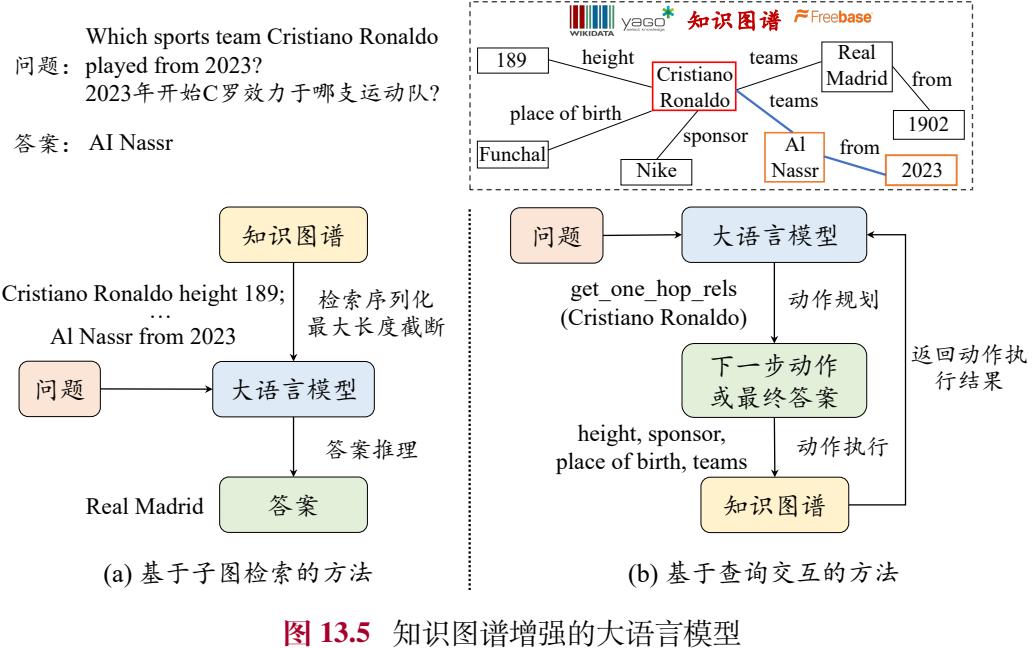 Which sports team Cristiano Ronaldo
问题：played from 2023?
2023年开始C罗效力于哪支运动队?
答案：AI Nassr
WIKIDATA
yago
select knowledge
知识图谱
Freebase
189
height
Cristiano
Ronaldo
teams
Real
Madrid
from
1902
place of birth
Funchal
sponsor
Nike
teams
Al
Nassr
from
2023
知识图谱
Cristiano Ronaldo height 189;
…
Al Nassr from 2023
检索序列化
最大长度截断
问题
大语言模型
答案推理
Real Madrid
答案
(a) 基于子图检索的方法
问题
大语言模型
get_one_hop_rels
(Cristiano Ronaldo)
动作规划
下一步动作
或最终答案
返回动作执
行结果
height, sponsor,
place of birth, teams
动作执行
知识图谱
(b) 基于查询交互的方法
图 13.5 知识图谱增强的大语言模型